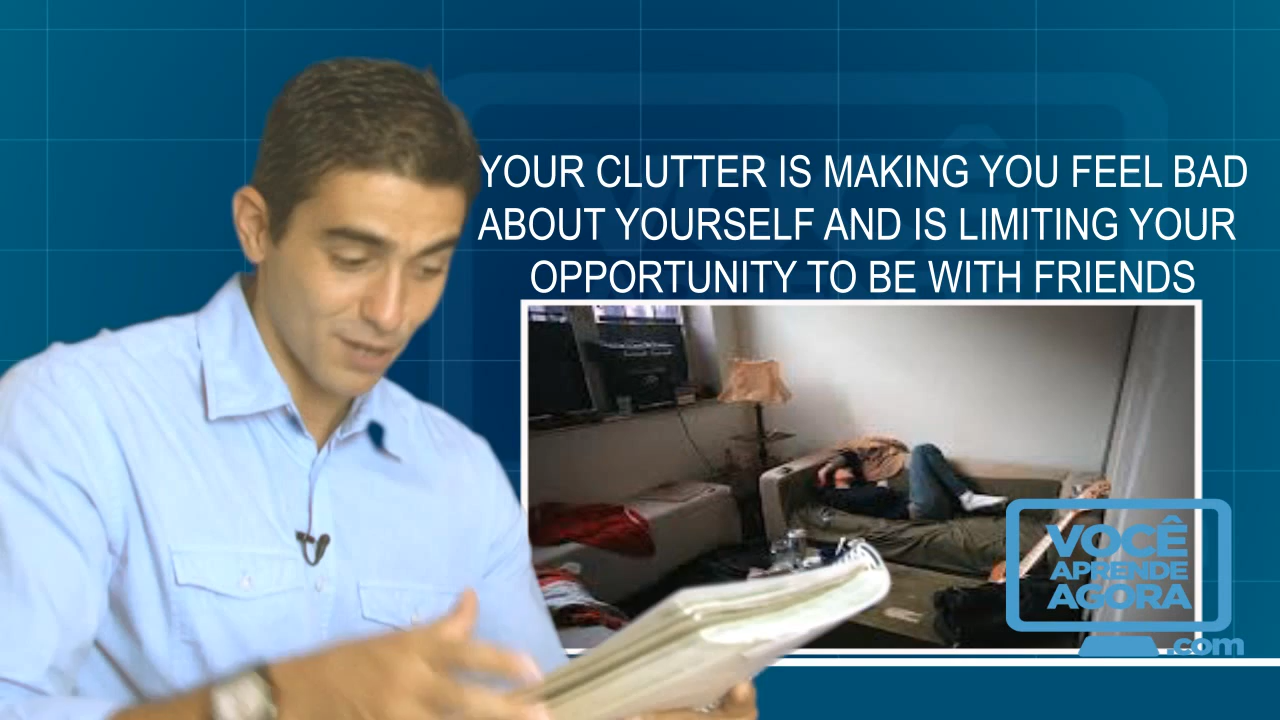 YOUR CLUTTER IS MAKING YOU FEEL BAD
ABOUT YOURSELF AND IS LIMITING YOUR
OPPORTUNITY TO BE WITH FRIENDS
VOCÊ
APRENDE
AGORA
.com